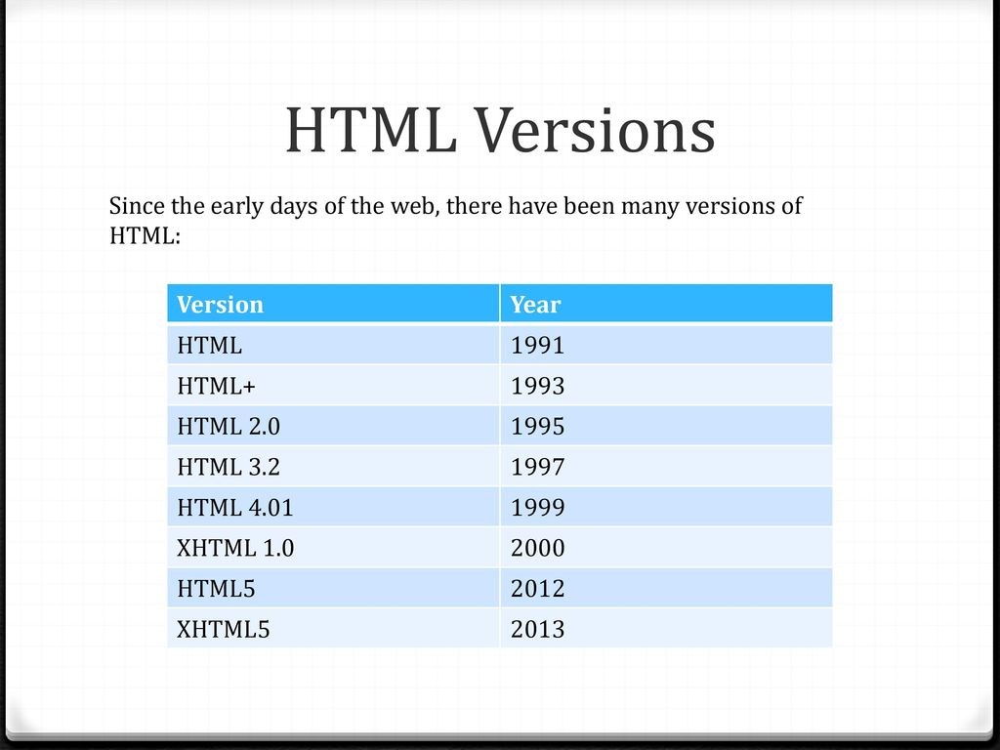 HTML Versions
Since the early days of the web, there have been many versions of
HTML:
Version Year
HTML 1991
HTML+ 1993
HTML 2.0 1995
HTML 3.2 1997
HTML 4.01 1999
XHTML 1.0 2000
HTML5 2012
XHTML5 2013